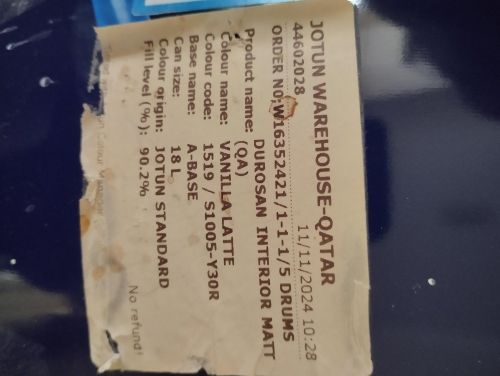 JOTUN WAREHOUSE-QATAR
44602028 11/11/2024 10:28
ORDER NO:W16352421/1-1-1/5 DRUMS
Product name: DUROSAN INTERIOR MATT
(QA)
Colour name: VANILLA LATTE
Colour code: 1519 / S1005-Y30R
Base name: A-BASE
Can size: 18 L
Colour origin: JOTUN STANDARD
Fill level (%): 90.2%
No refund!